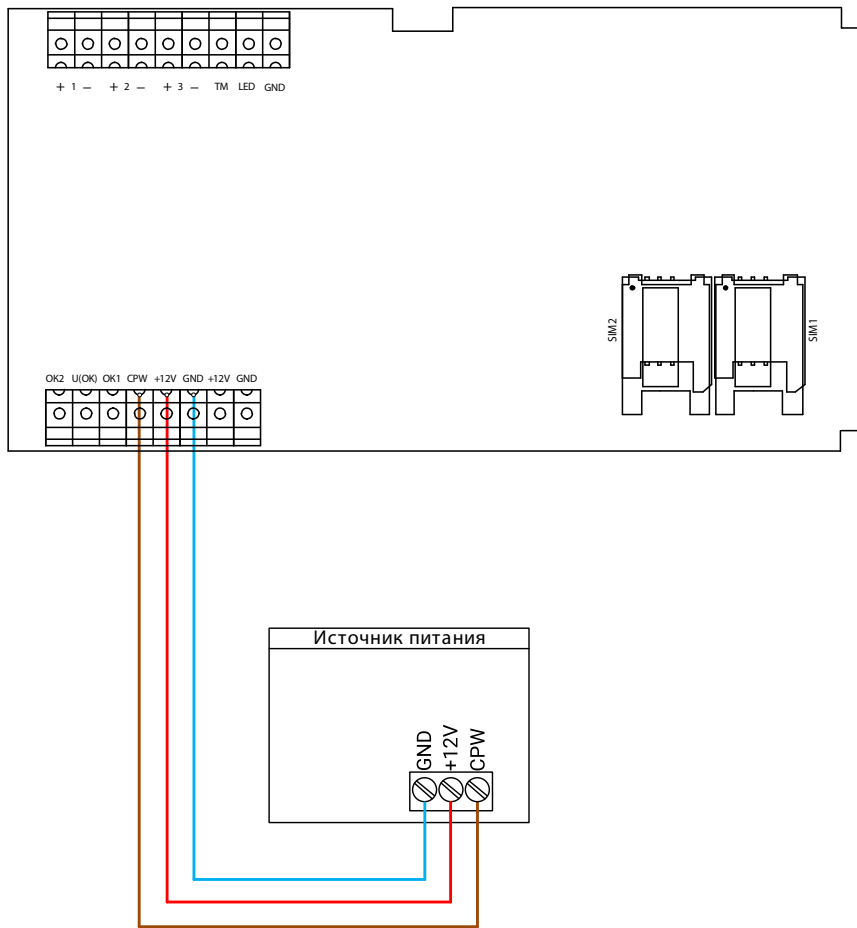 + 1 – + 2 – + 3 – TM LED GND
SIM2
SIM1
OK2 U(OK) OK1 CPW +12V GND +12V GND
Источник питания
GND
+12V
CPW